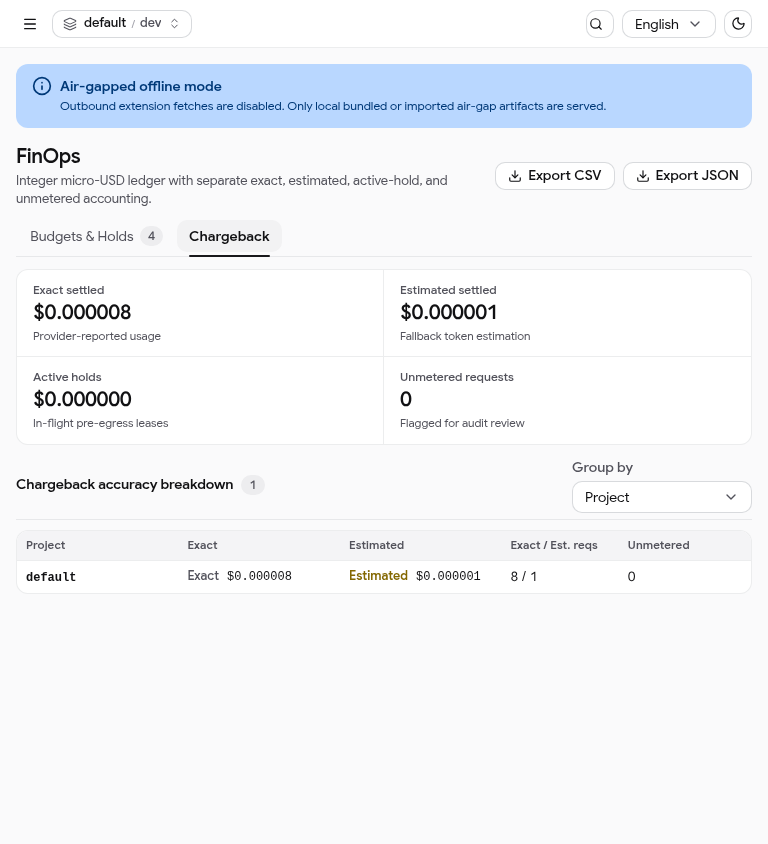 default / dev
English
Air-gapped offline mode
Outbound extension fetches are disabled. Only local bundled or imported air-gap artifacts are served.
FinOps
Integer micro-USD ledger with separate exact, estimated, active-hold, and
unmetered accounting.
Export CSV
Export JSON
Budgets & Holds 4
Chargeback
Exact settled
$0.000008
Provider-reported usage
Estimated settled
$0.000001
Fallback token estimation
Active holds
$0.000000
In-flight pre-egress leases
Unmetered requests
0
Flagged for audit review
Chargeback accuracy breakdown 1
Group by
Project
Project Exact Estimated Exact / Est. reqs Unmetered
default Exact $0.000008 Estimated $0.000001 8 / 1 0